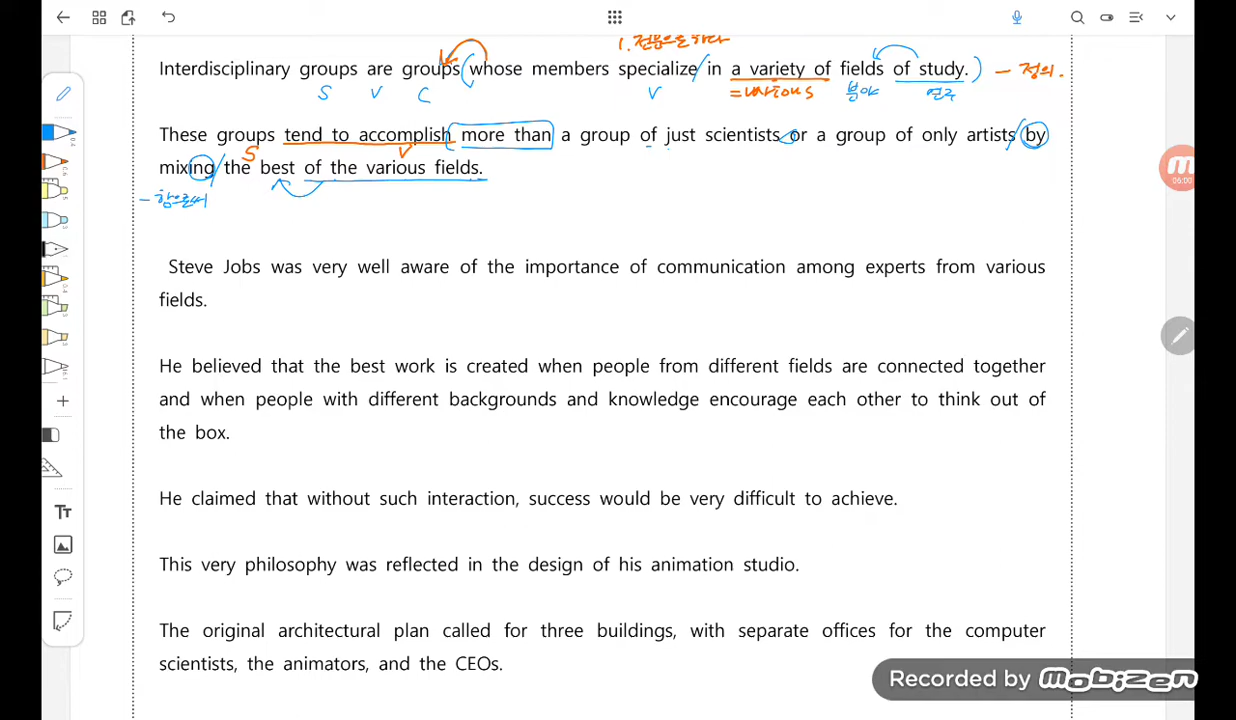 1. 전문으로하다
Interdisciplinary groups are groups (whose members specialize / in a variety of fields of study.) - 정의.
S V C V =various 분야 연구
These groups tend to accomplish more than a group of just scientists or a group of only artists / by
S V
mixing / the best of the various fields.
- 함으로써
Steve Jobs was very well aware of the importance of communication among experts from various
fields.
He believed that the best work is created when people from different fields are connected together
and when people with different backgrounds and knowledge encourage each other to think out of
the box.
He claimed that without such interaction, success would be very difficult to achieve.
This very philosophy was reflected in the design of his animation studio.
The original architectural plan called for three buildings, with separate offices for the computer
scientists, the animators, and the CEOs.
06:00
Tt
Recorded by mobizen